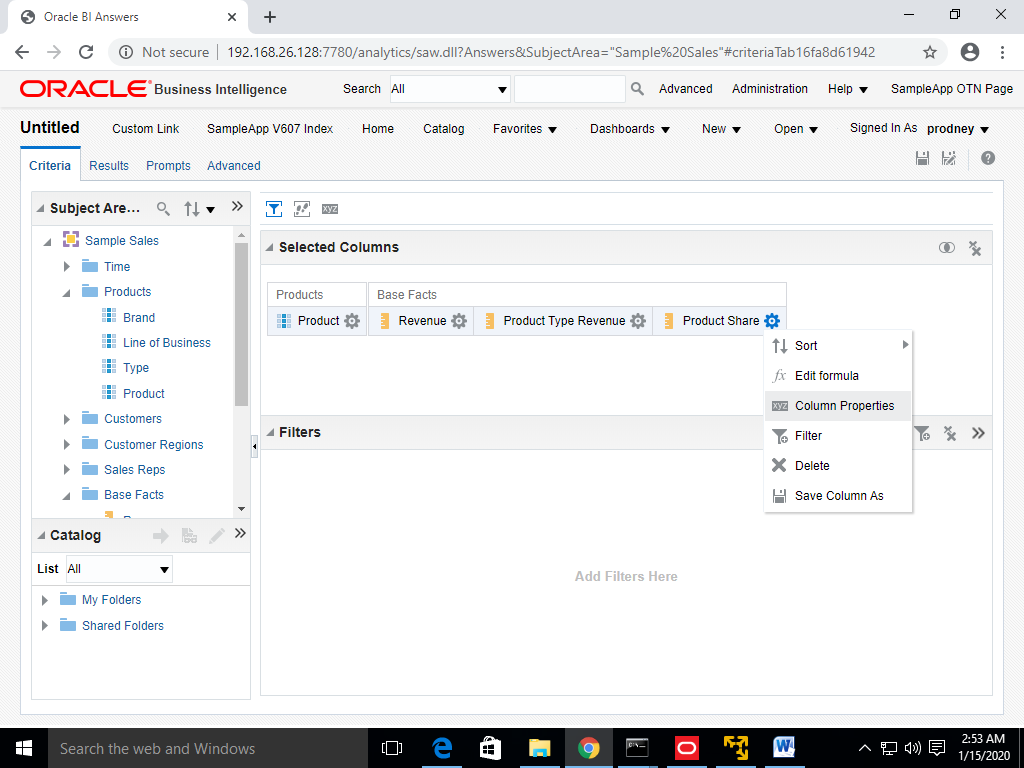 Oracle BI Answers
Not secure | 192.168.26.128:7780/analytics/saw.dll?Answers&SubjectArea="Sample%20Sales"#criteriaTab16fa8d61942
ORACLE Business Intelligence Search All Advanced Administration Help SampleApp OTN Page
Untitled Custom Link SampleApp V607 Index Home Catalog Favorites Dashboards New Open Signed In As prodney
Criteria Results Prompts Advanced
Subject Are...
Sample Sales
Time
Products
Brand
Line of Business
Type
Product
Customers
Customer Regions
Sales Reps
Base Facts
Catalog
List All
My Folders
Shared Folders
xyz
Selected Columns
Products Base Facts
Product Revenue Product Type Revenue Product Share
Sort
fx Edit formula
xyz Column Properties
Filter
Delete
Save Column As
Filters
Add Filters Here
Search the web and Windows
2:53 AM
1/15/2020